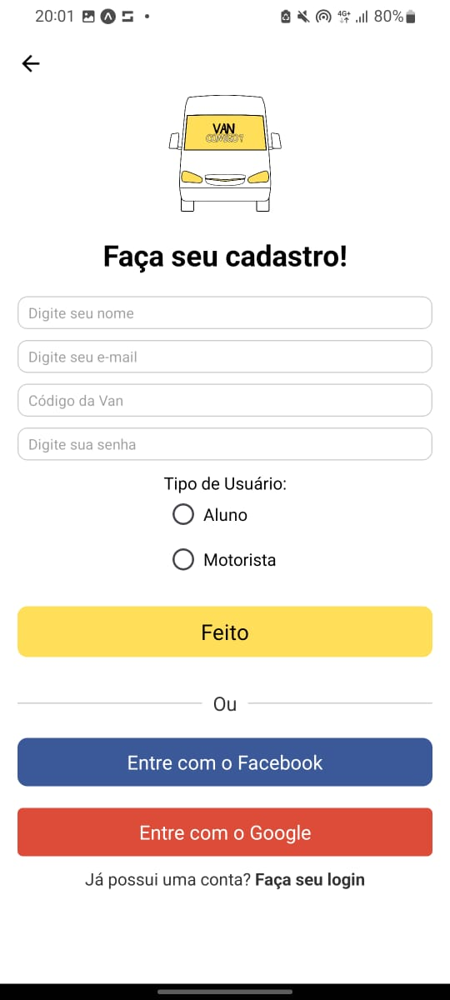 20:01
4G+
80%
VAN
COMIGO?
Faça seu cadastro!
Digite seu nome
Digite seu e-mail
Código da Van
Digite sua senha
Tipo de Usuário:
Aluno
Motorista
Feito
Ou
Entre com o Facebook
Entre com o Google
Já possui uma conta? Faça seu login